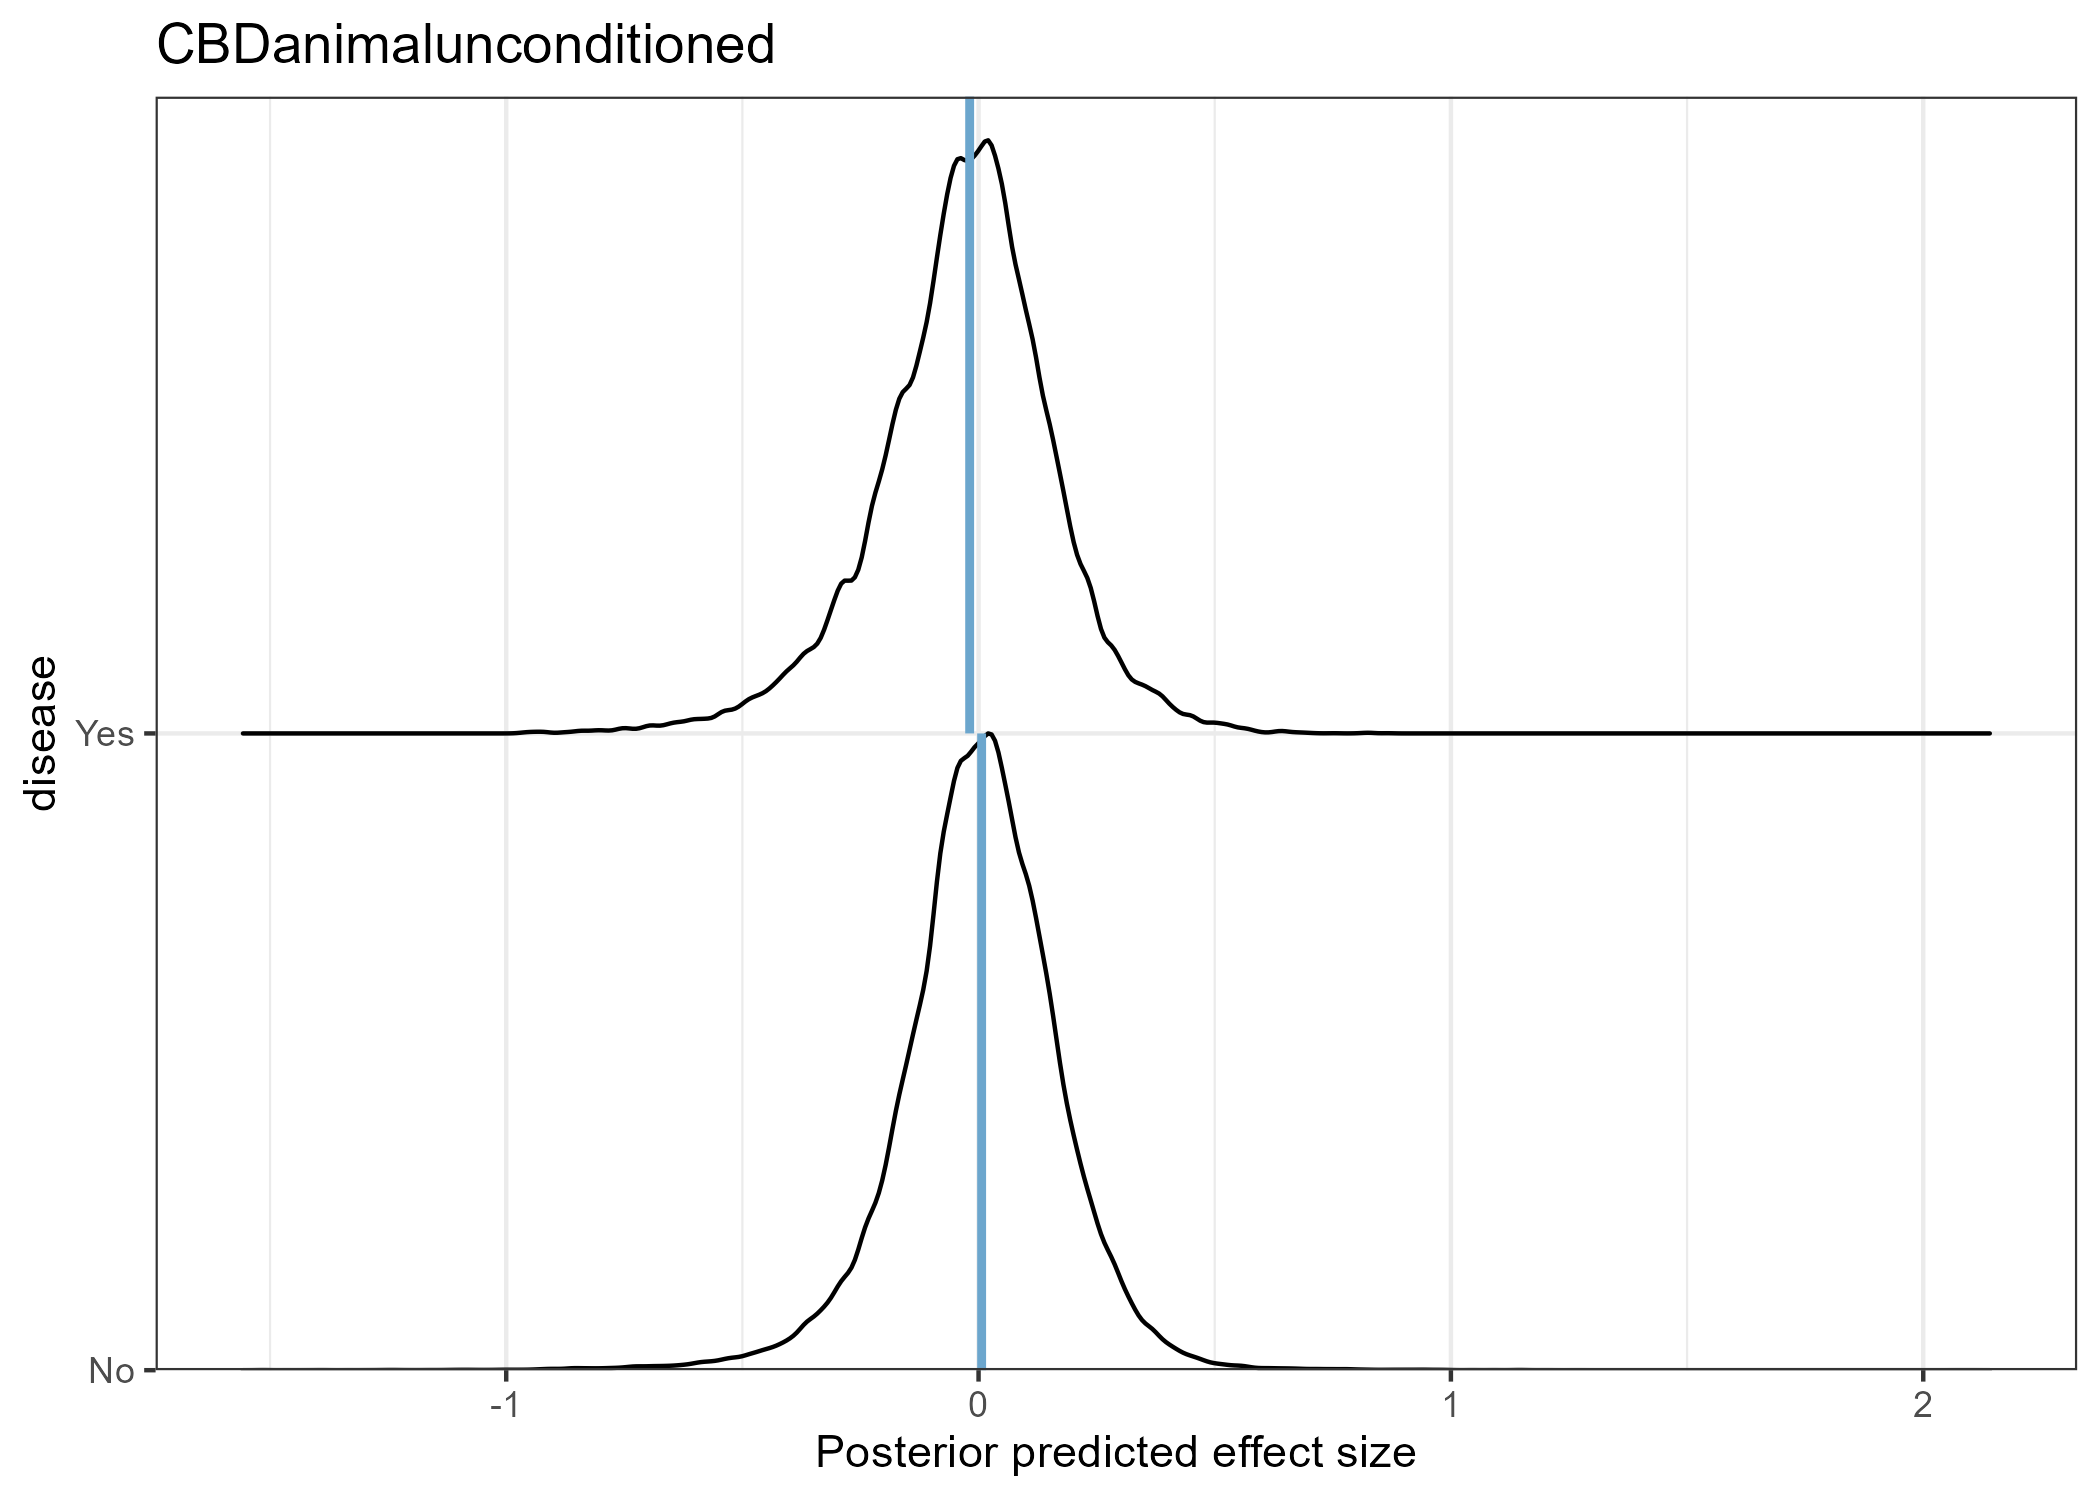 CBDanimalunconditioned
disease
Yes
No
-1 0 1 2
Posterior predicted effect size